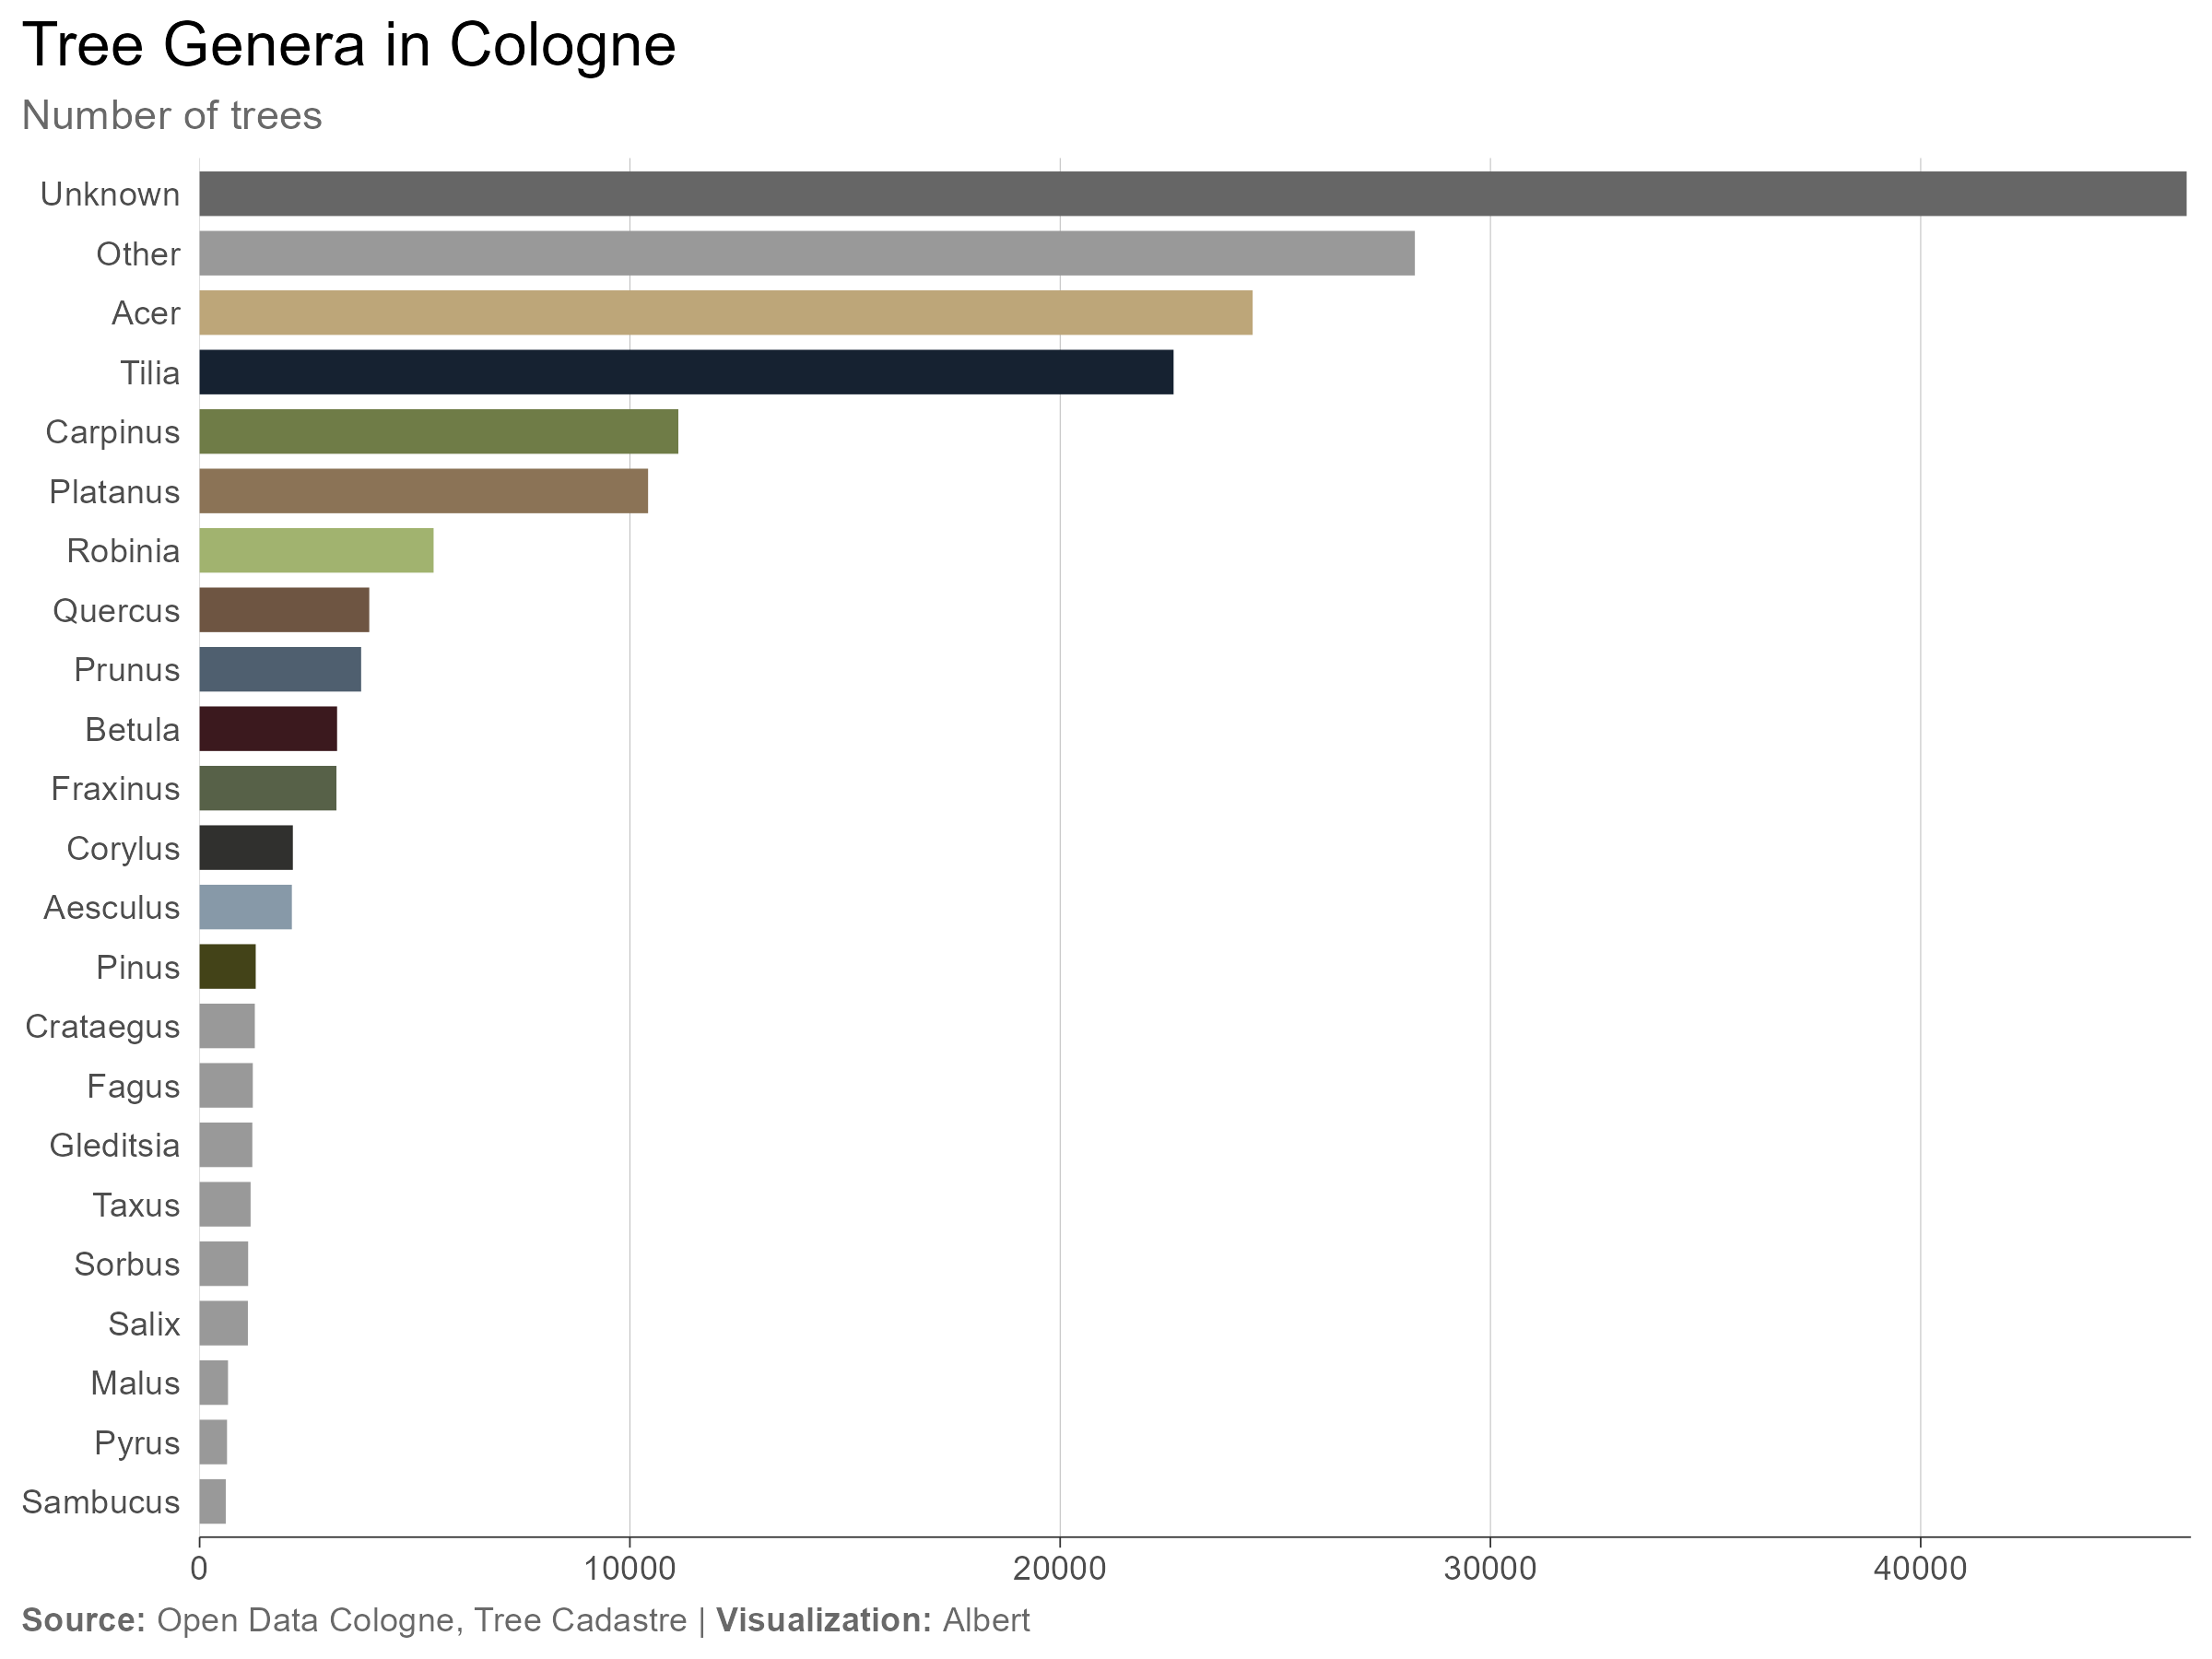 Tree Genera in Cologne
Number of trees
Unknown
Other
Acer
Tilia
Carpinus
Platanus
Robinia
Quercus
Prunus
Betula
Fraxinus
Corylus
Aesculus
Pinus
Crataegus
Fagus
Gleditsia
Taxus
Sorbus
Salix
Malus
Pyrus
Sambucus
0 10000 20000 30000 40000
Source: Open Data Cologne, Tree Cadastre | Visualization: Albert